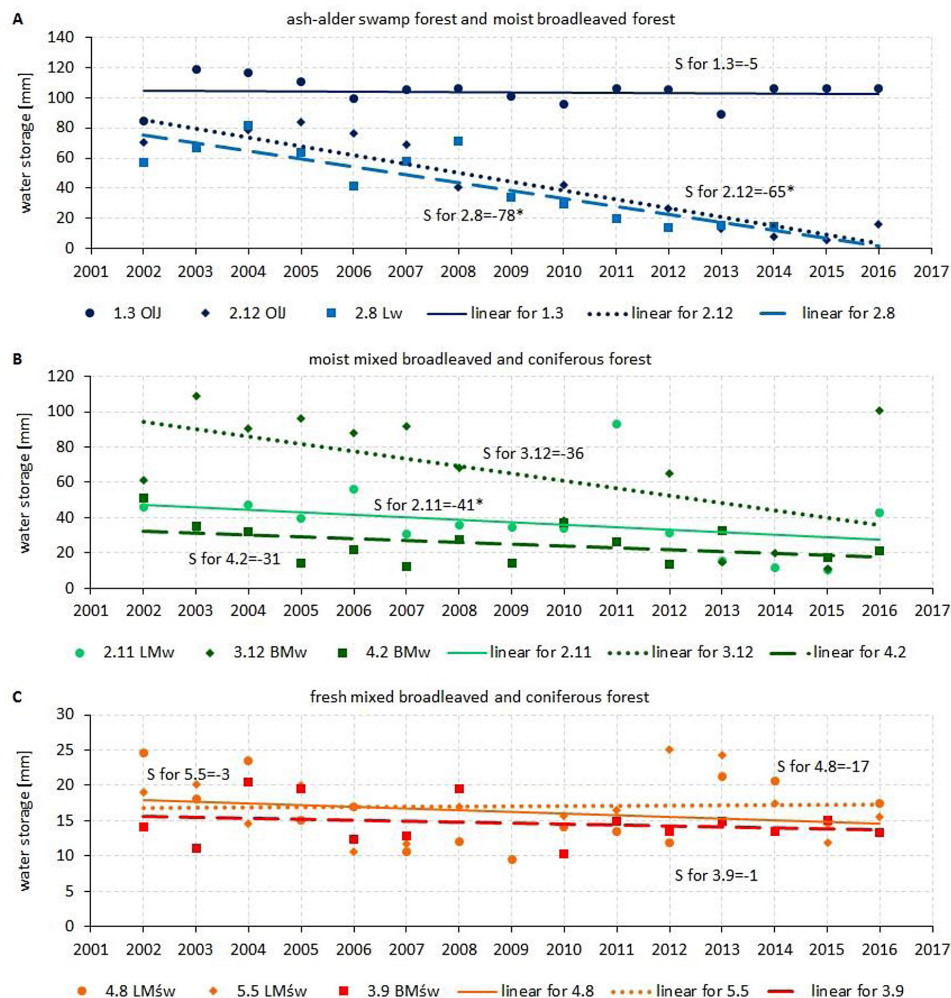 A ash-alder swamp forest and moist broadleaved forest
water storage [mm]
140
120
100
80
60
40
20
0
S for 1.3=-5
S for 2.12=-65*
S for 2.8=-78*
2001 2002 2003 2004 2005 2006 2007 2008 2009 2010 2011 2012 2013 2014 2015 2016 2017
1.3 OlJ 2.12 OlJ 2.8 Lw linear for 1.3 linear for 2.12 linear for 2.8
B moist mixed broadleaved and coniferous forest
water storage [mm]
120
100
80
60
40
20
0
S for 3.12=-36
S for 2.11=-41*
S for 4.2=-31
2001 2002 2003 2004 2005 2006 2007 2008 2009 2010 2011 2012 2013 2014 2015 2016 2017
2.11 LMw 3.12 BMw 4.2 BMw linear for 2.11 linear for 3.12 linear for 4.2
C fresh mixed broadleaved and coniferous forest
water storage [mm]
30
25
20
15
10
5
0
S for 5.5=-3
S for 4.8=-17
S for 3.9=-1
2001 2002 2003 2004 2005 2006 2007 2008 2009 2010 2011 2012 2013 2014 2015 2016 2017
4.8 LMśw 5.5 LMśw 3.9 BMśw linear for 4.8 linear for 5.5 linear for 3.9